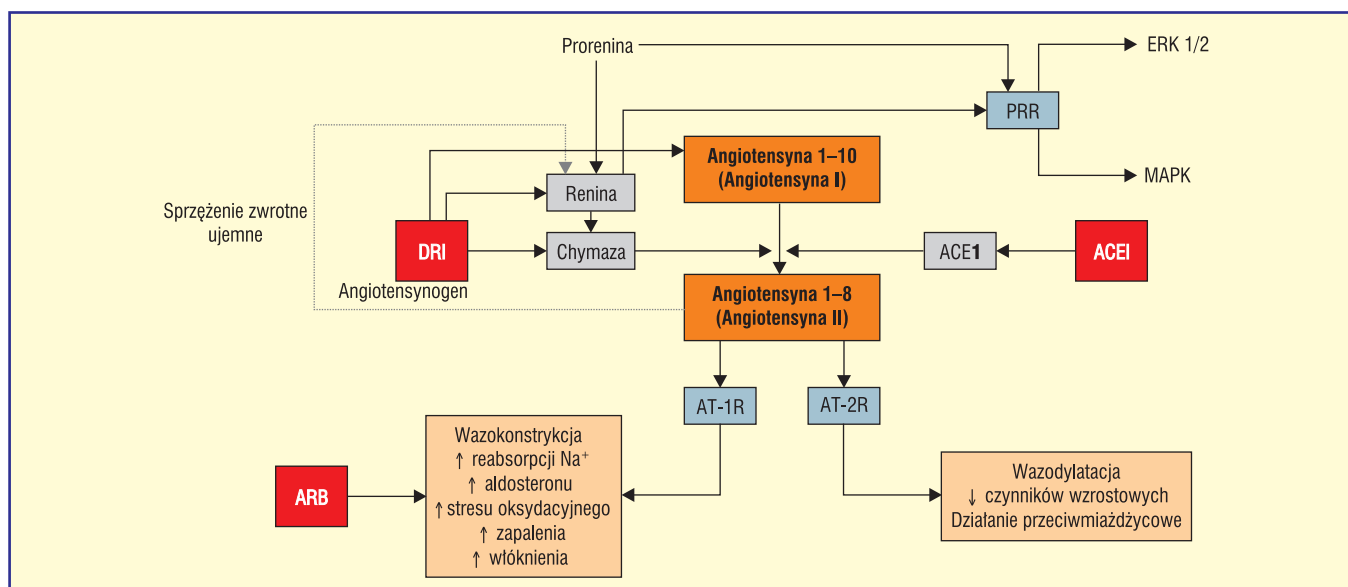 Prorenina
ERK 1/2
PRR
Angiotensyna 1–10
(Angiotensyna I)
MAPK
Renina
Sprzężenie zwrotne
ujemne
DRI
Chymaza
ACE1
ACEI
Angiotensynogen
Angiotensyna 1–8
(Angiotensyna II)
AT-1R
AT-2R
Wazokonstrykcja
↑ reabsorpcji Na⁺
↑ aldosteronu
↑ stresu oksydacyjnego
↑ zapalenia
↑ włóknienia
ARB
Wazodylatacja
↓ czynników wzrostowych
Działanie przeciwmiażdżycowe